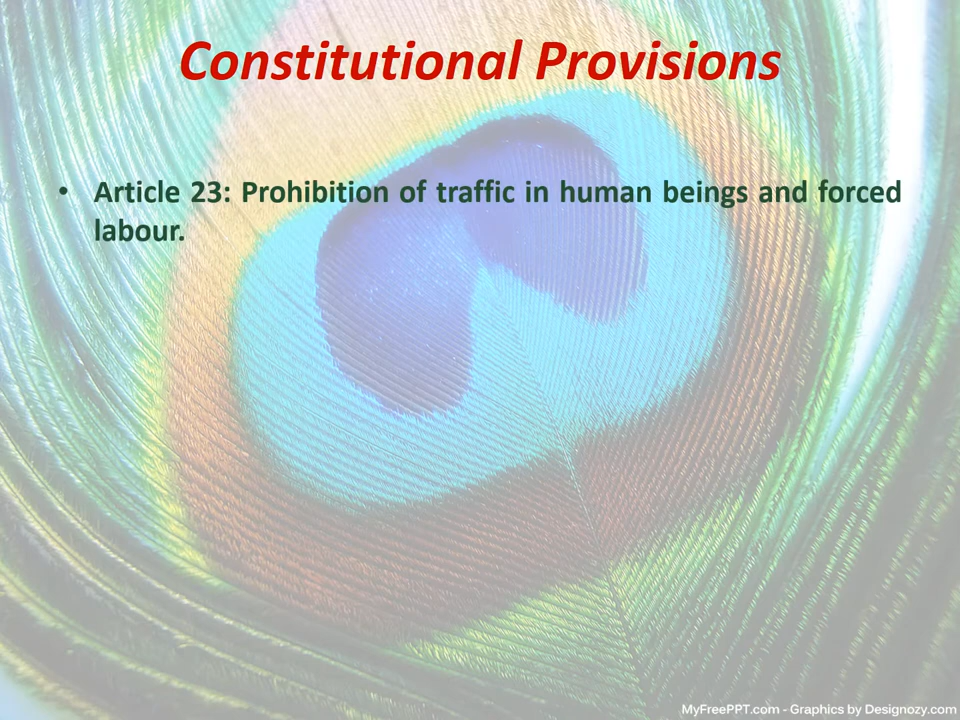 Constitutional Provisions
• Article 23: Prohibition of traffic in human beings and forced
labour.
MyFreePPT.com - Graphics by Designozy.com